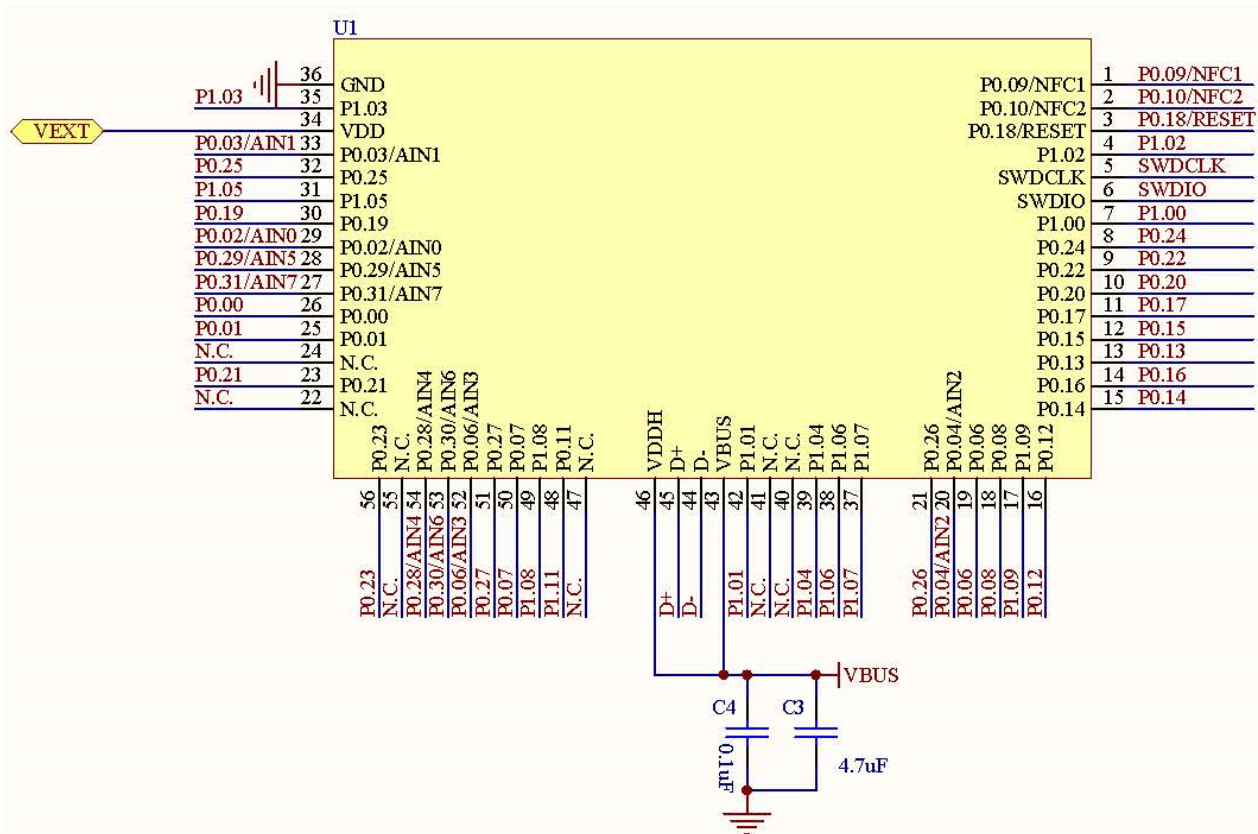 U1
36 GND
P1.03 35 P1.03
VEXT 34 VDD
P0.03/AIN1 33 P0.03/AIN1
P0.25 32 P0.25
P1.05 31 P1.05
P0.19 30 P0.19
P0.02/AIN0 29 P0.02/AIN0
P0.29/AIN5 28 P0.29/AIN5
P0.31/AIN7 27 P0.31/AIN7
P0.00 26 P0.00
P0.01 25 P0.01
N.C. 24 N.C.
P0.21 23 P0.21
N.C. 22 N.C.
P0.09/NFC1 1 P0.09/NFC1
P0.10/NFC2 2 P0.10/NFC2
P0.18/RESET 3 P0.18/RESET
P1.02 4 P1.02
SWDCLK 5 SWDCLK
SWDIO 6 SWDIO
P1.00 7 P1.00
P0.24 8 P0.24
P0.22 9 P0.22
P0.20 10 P0.20
P0.17 11 P0.17
P0.15 12 P0.15
P0.13 13 P0.13
P0.16 14 P0.16
P0.14 15 P0.14
P0.23 56 P0.23
N.C. 55 N.C.
P0.28/AIN4 54 P0.28/AIN4
P0.30/AIN6 53 P0.30/AIN6
P0.06/AIN3 52 P0.06/AIN3
P0.27 51 P0.27
P0.07 50 P0.07
P1.08 49 P1.08
P0.11 48 P1.11
N.C. 47 N.C.
VDDH 46
D+ 45 D+
D- 44 D-
VBUS 43
P1.01 42 P1.01
N.C. 41 N.C.
N.C. 40 N.C.
P1.04 39 P1.04
P1.06 38 P1.06
P1.07 37 P1.07
P0.26 21 P0.26
P0.04/AIN2 20 P0.04/AIN2
P0.06 19 P0.06
P0.08 18 P0.08
P1.09 17 P1.09
P0.12 16 P0.12
VBUS
C4
0.1uF
C3
4.7uF